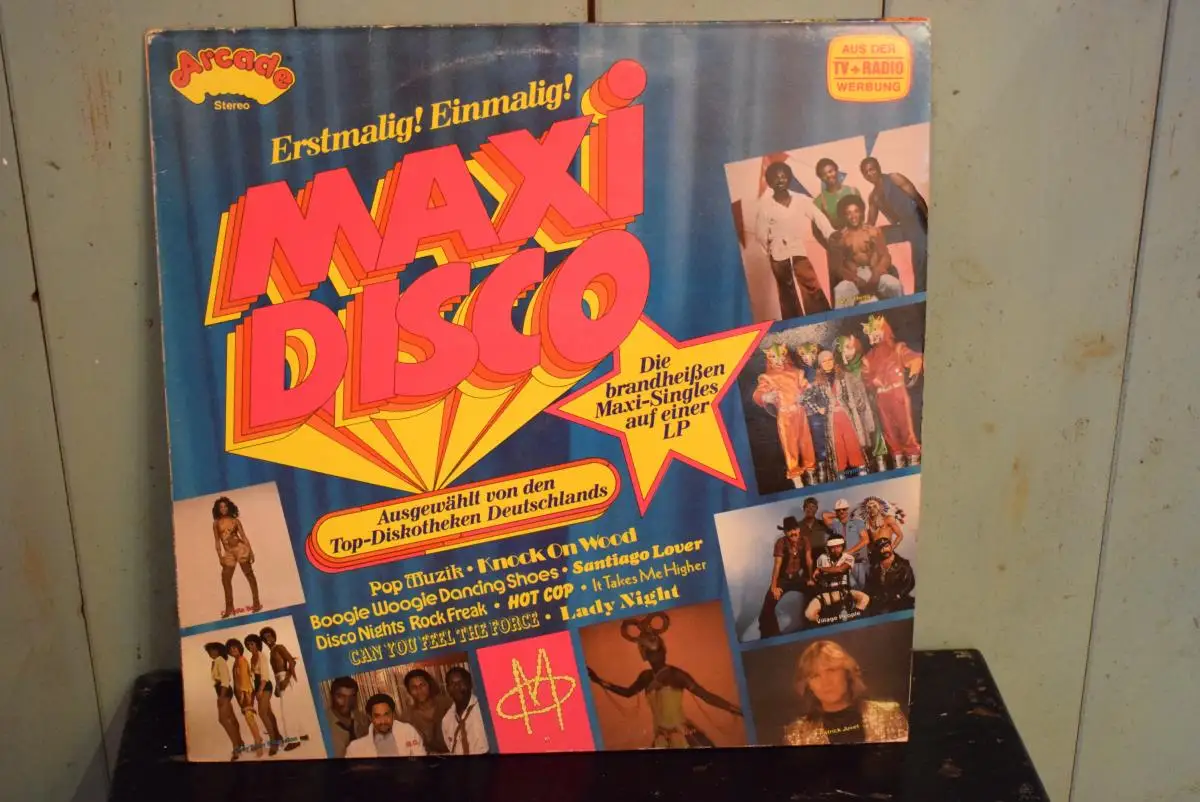 Arcade
Stereo
AUS DER
TV+RADIO
WERBUNG
Erstmalig! Einmalig!
MAXI
DISCO
Die
brandheißen
Maxi-Singles
auf einer
LP
Ausgewählt von den
Top-Diskotheken Deutschlands
Pop Muzik • Knock On Wood
Boogie Woogie Dancing Shoes • Santiago Lover
Disco Nights Rock Freak • HOT COP • It Takes Me Higher
CAN YOU FEEL THE FORCE • Lady Night
Village People
Patrick Juvet
M